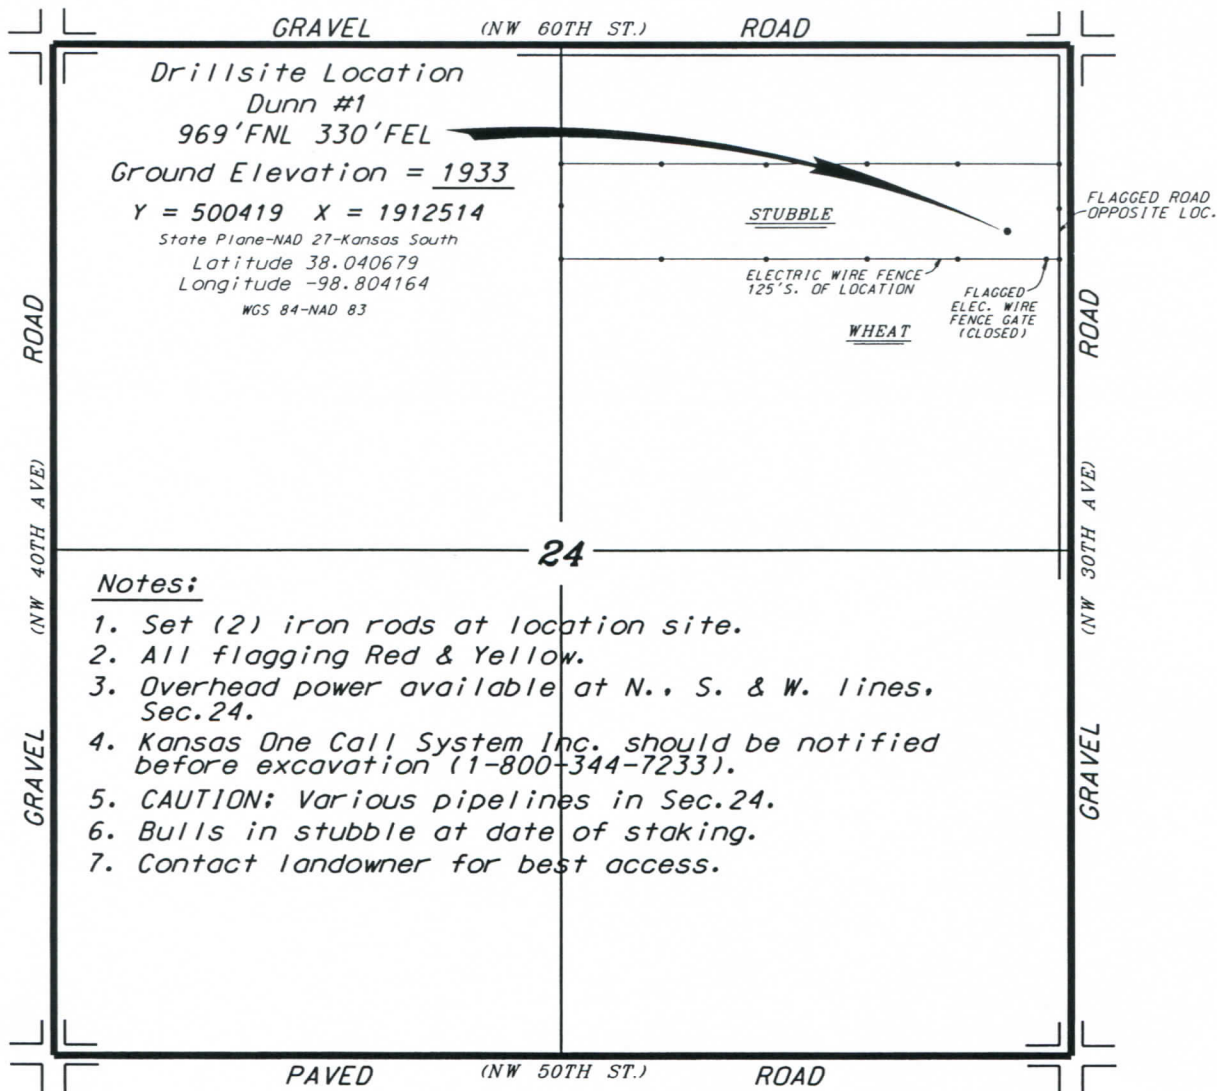 GRAVEL (NW 60TH ST.) ROAD
Drillsite Location
Dunn #1
969'FNL 330'FEL
Ground Elevation = 1933
Y = 500419 X = 1912514
State Plane-NAD 27-Kansas South
Latitude 38.040679
Longitude -98.804164
WGS 84-NAD 83
STUBBLE
FLAGGED ROAD
OPPOSITE LOC.
ELECTRIC WIRE FENCE
125'S. OF LOCATION
FLAGGED
ELEC. WIRE
FENCE GATE
(CLOSED)
WHEAT
ROAD
(NW 40TH AVE)
GRAVEL
ROAD
(NW 30TH AVE)
GRAVEL
24
Notes:
1. Set (2) iron rods at location site.
2. All flagging Red & Yellow.
3. Overhead power available at N., S. & W. lines,
Sec.24.
4. Kansas One Call System Inc. should be notified
before excavation (1-800-344-7233).
5. CAUTION: Various pipelines in Sec.24.
6. Bulls in stubble at date of staking.
7. Contact landowner for best access.
PAVED (NW 50TH ST.) ROAD